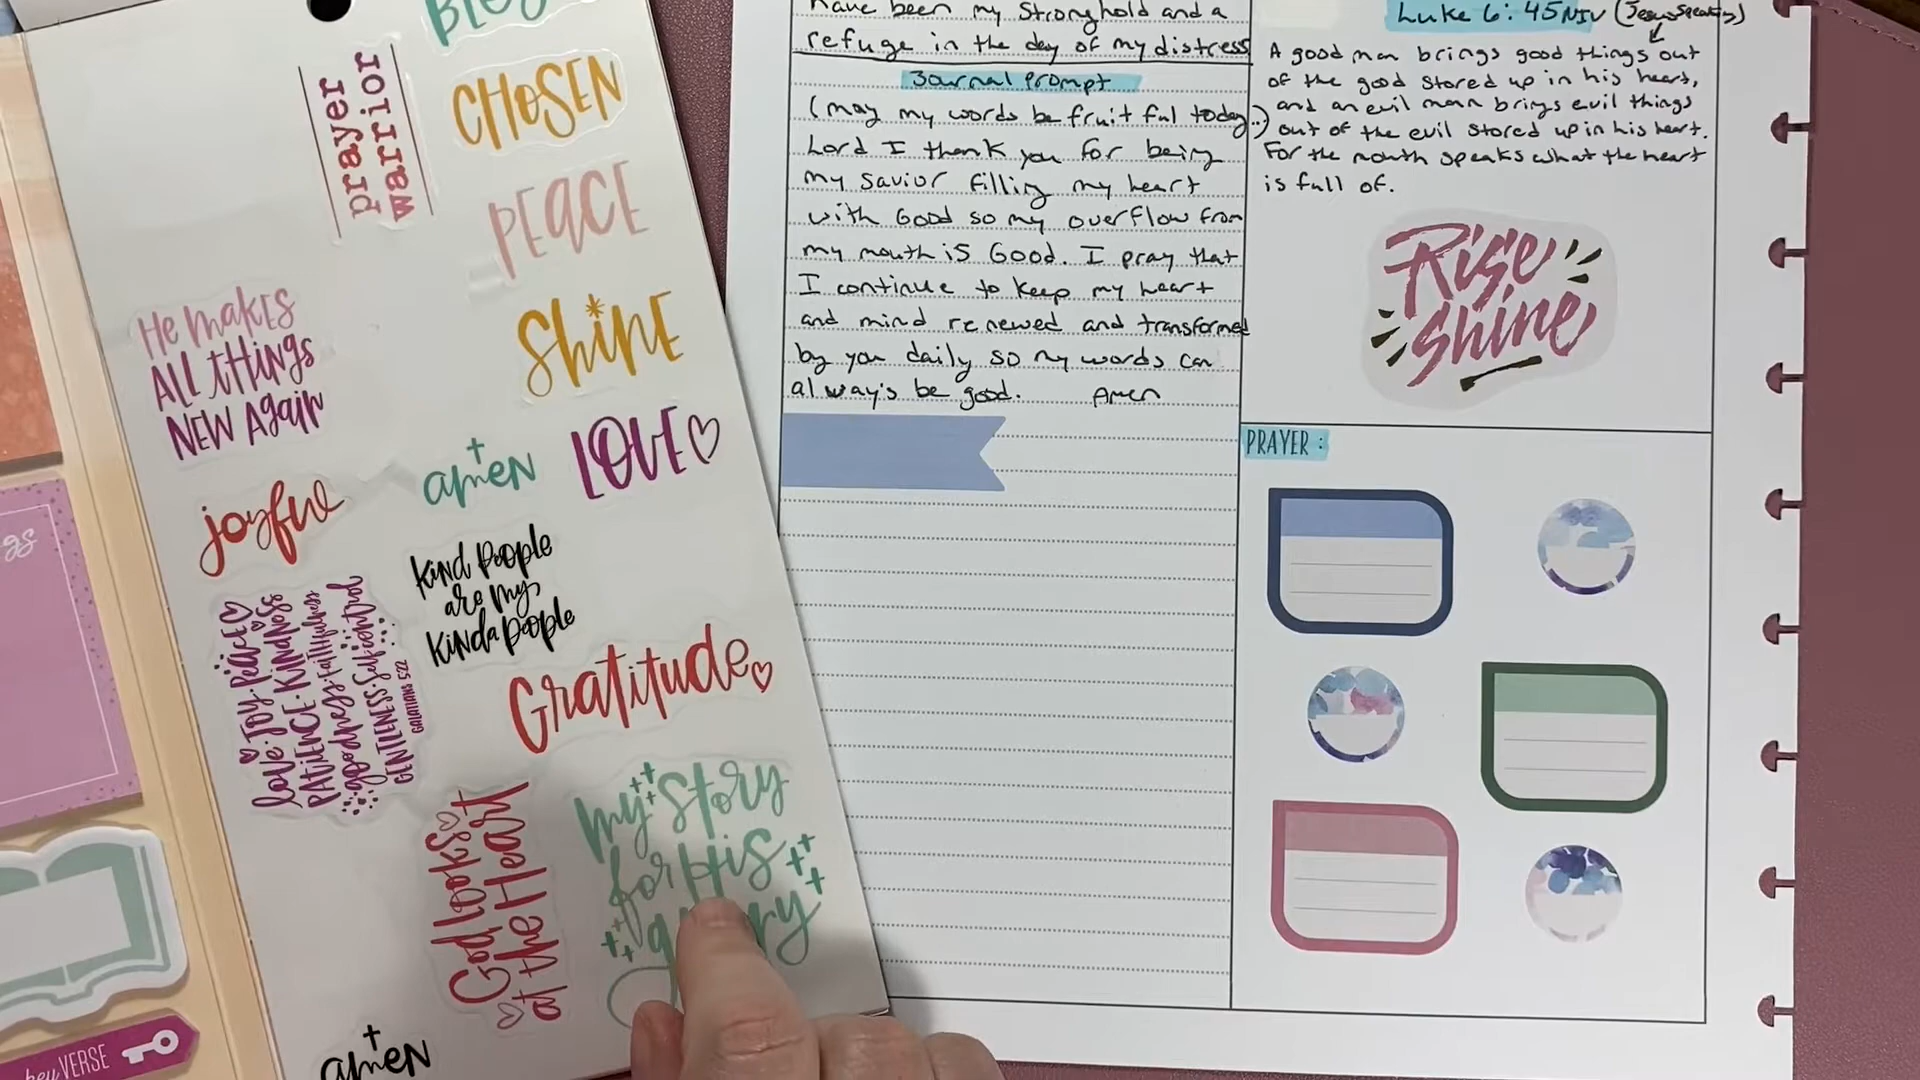 prayer
warrior
CHOSEN
PEACE
He makes
ALL tHiNgs
NEW AgaiN
SHiNE
LOVE
amen
joyful
kind people
are my
kinda people
love · Joy · Peace
PATIENCE · KINDNOSS
goodness · Faithfulness
GENTLENESS · Self control
GALATIANS 5:22
Gratitude
God looks
at the Heart
my story
for His
amen
key VERSE
have been my Stronghold and a
refuge in the day of my distress
Journal prompt
(may my words be fruitful today..)
Lord I thank you for being
my savior filling my heart
with Good so my overflow from
my mouth is Good. I pray that
I continue to keep my heart
and mind renewed and transformed
by you daily so my words can
alway's be good. Amen
Luke 6:45 NIV (Jesus speaking)
A good man brings good things out
of the good stored up in his heart,
and an evil man brings evil things
out of the evil stored up in his heart.
For the mouth speaks what the heart
is full of.
Rise
shine
PRAYER: